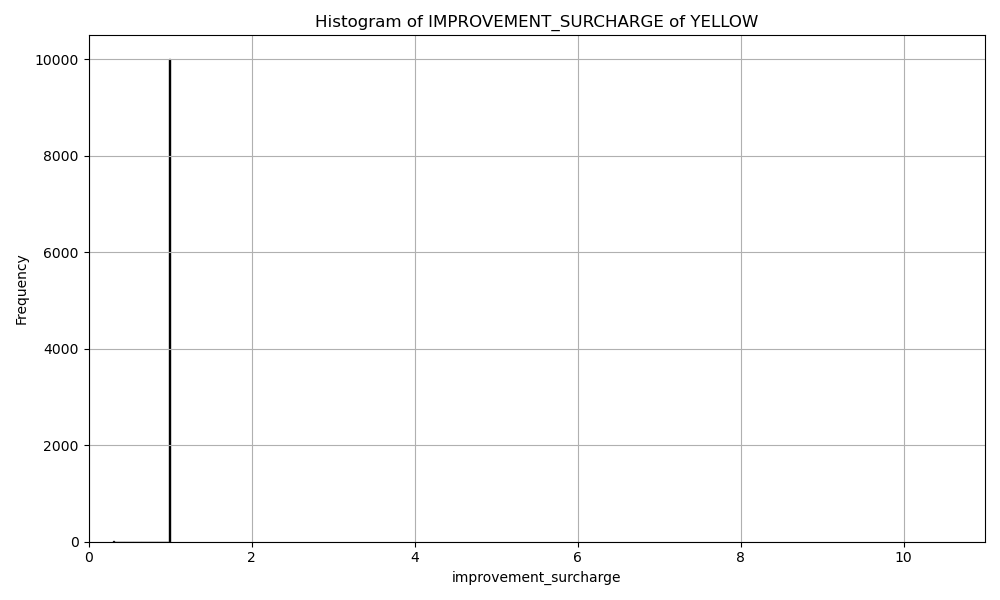 Histogram of IMPROVEMENT_SURCHARGE of YELLOW
10000
8000
6000
4000
2000
0
Frequency
0 2 4 6 8 10
improvement_surcharge